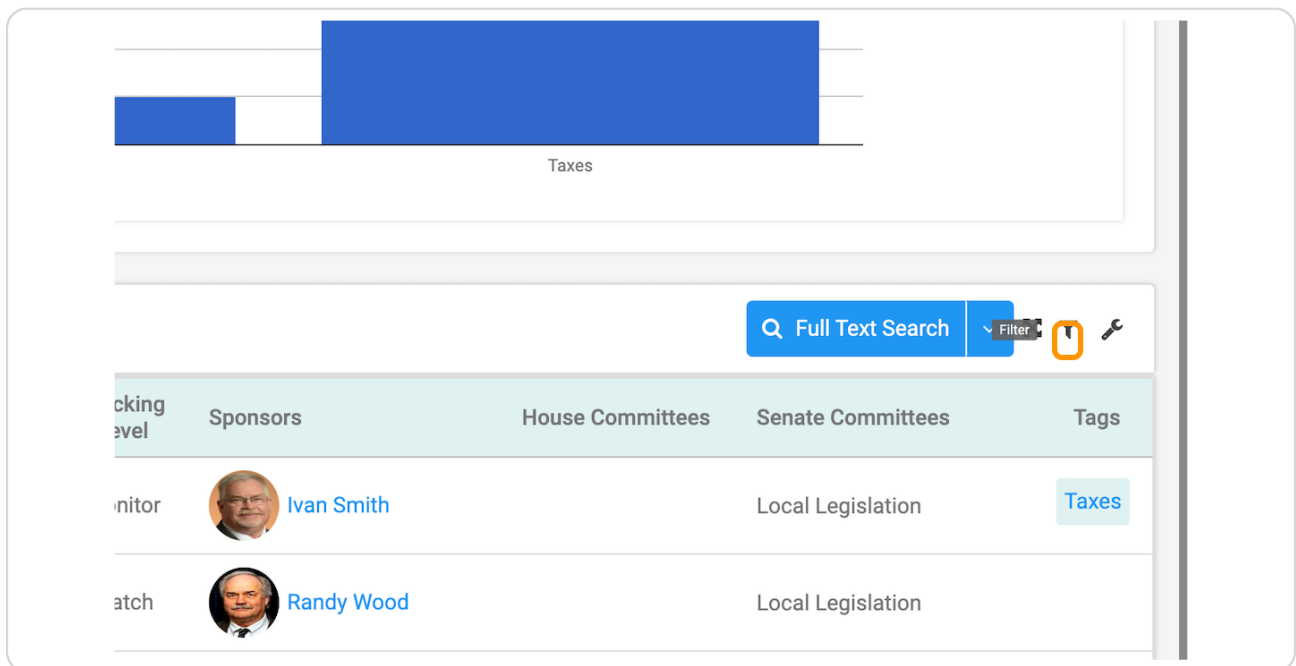 Taxes
Full Text Search
Filter
cking
evel
Sponsors
House Committees
Senate Committees
Tags
nitor
Ivan Smith
Local Legislation
Taxes
atch
Randy Wood
Local Legislation